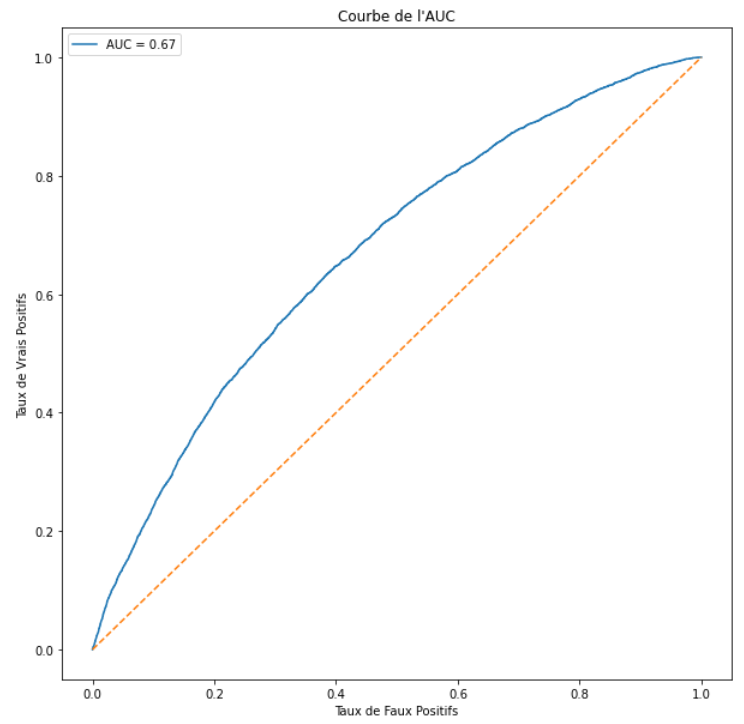 Courbe de l'AUC
AUC = 0.67
1.0
0.8
0.6
0.4
0.2
0.0
Taux de Vrais Positifs
0.0 0.2 0.4 0.6 0.8 1.0
Taux de Faux Positifs